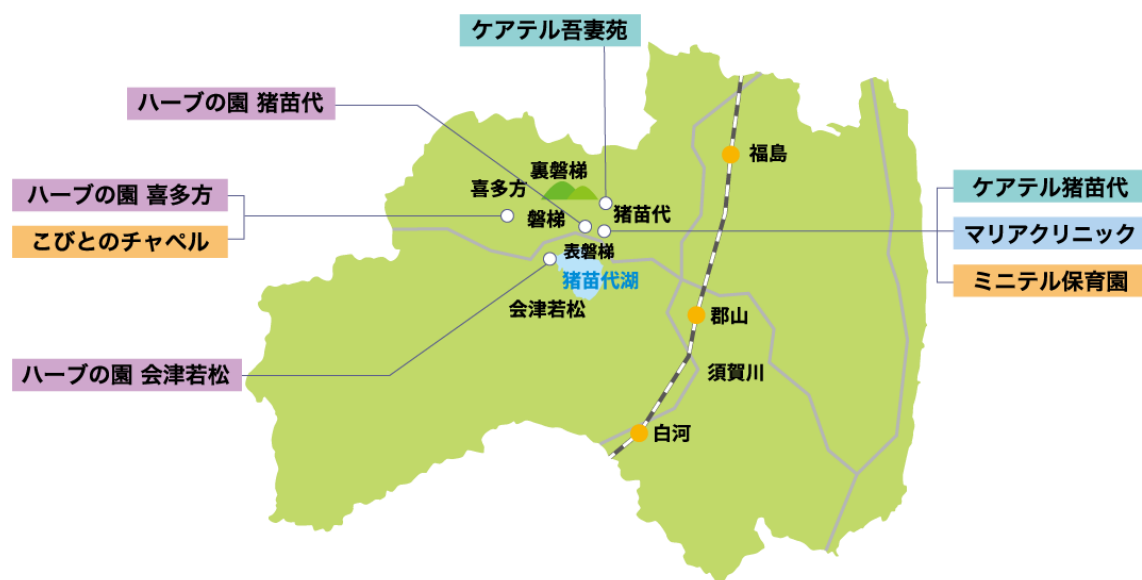 ケアテル吾妻苑
ハーブの園 猪苗代
ハーブの園 喜多方
こびとのチャペル
ハーブの園 会津若松
裏磐梯
喜多方
磐梯
猪苗代
表磐梯
猪苗代湖
会津若松
福島
郡山
須賀川
白河
ケアテル猪苗代
マリアクリニック
ミニテル保育園